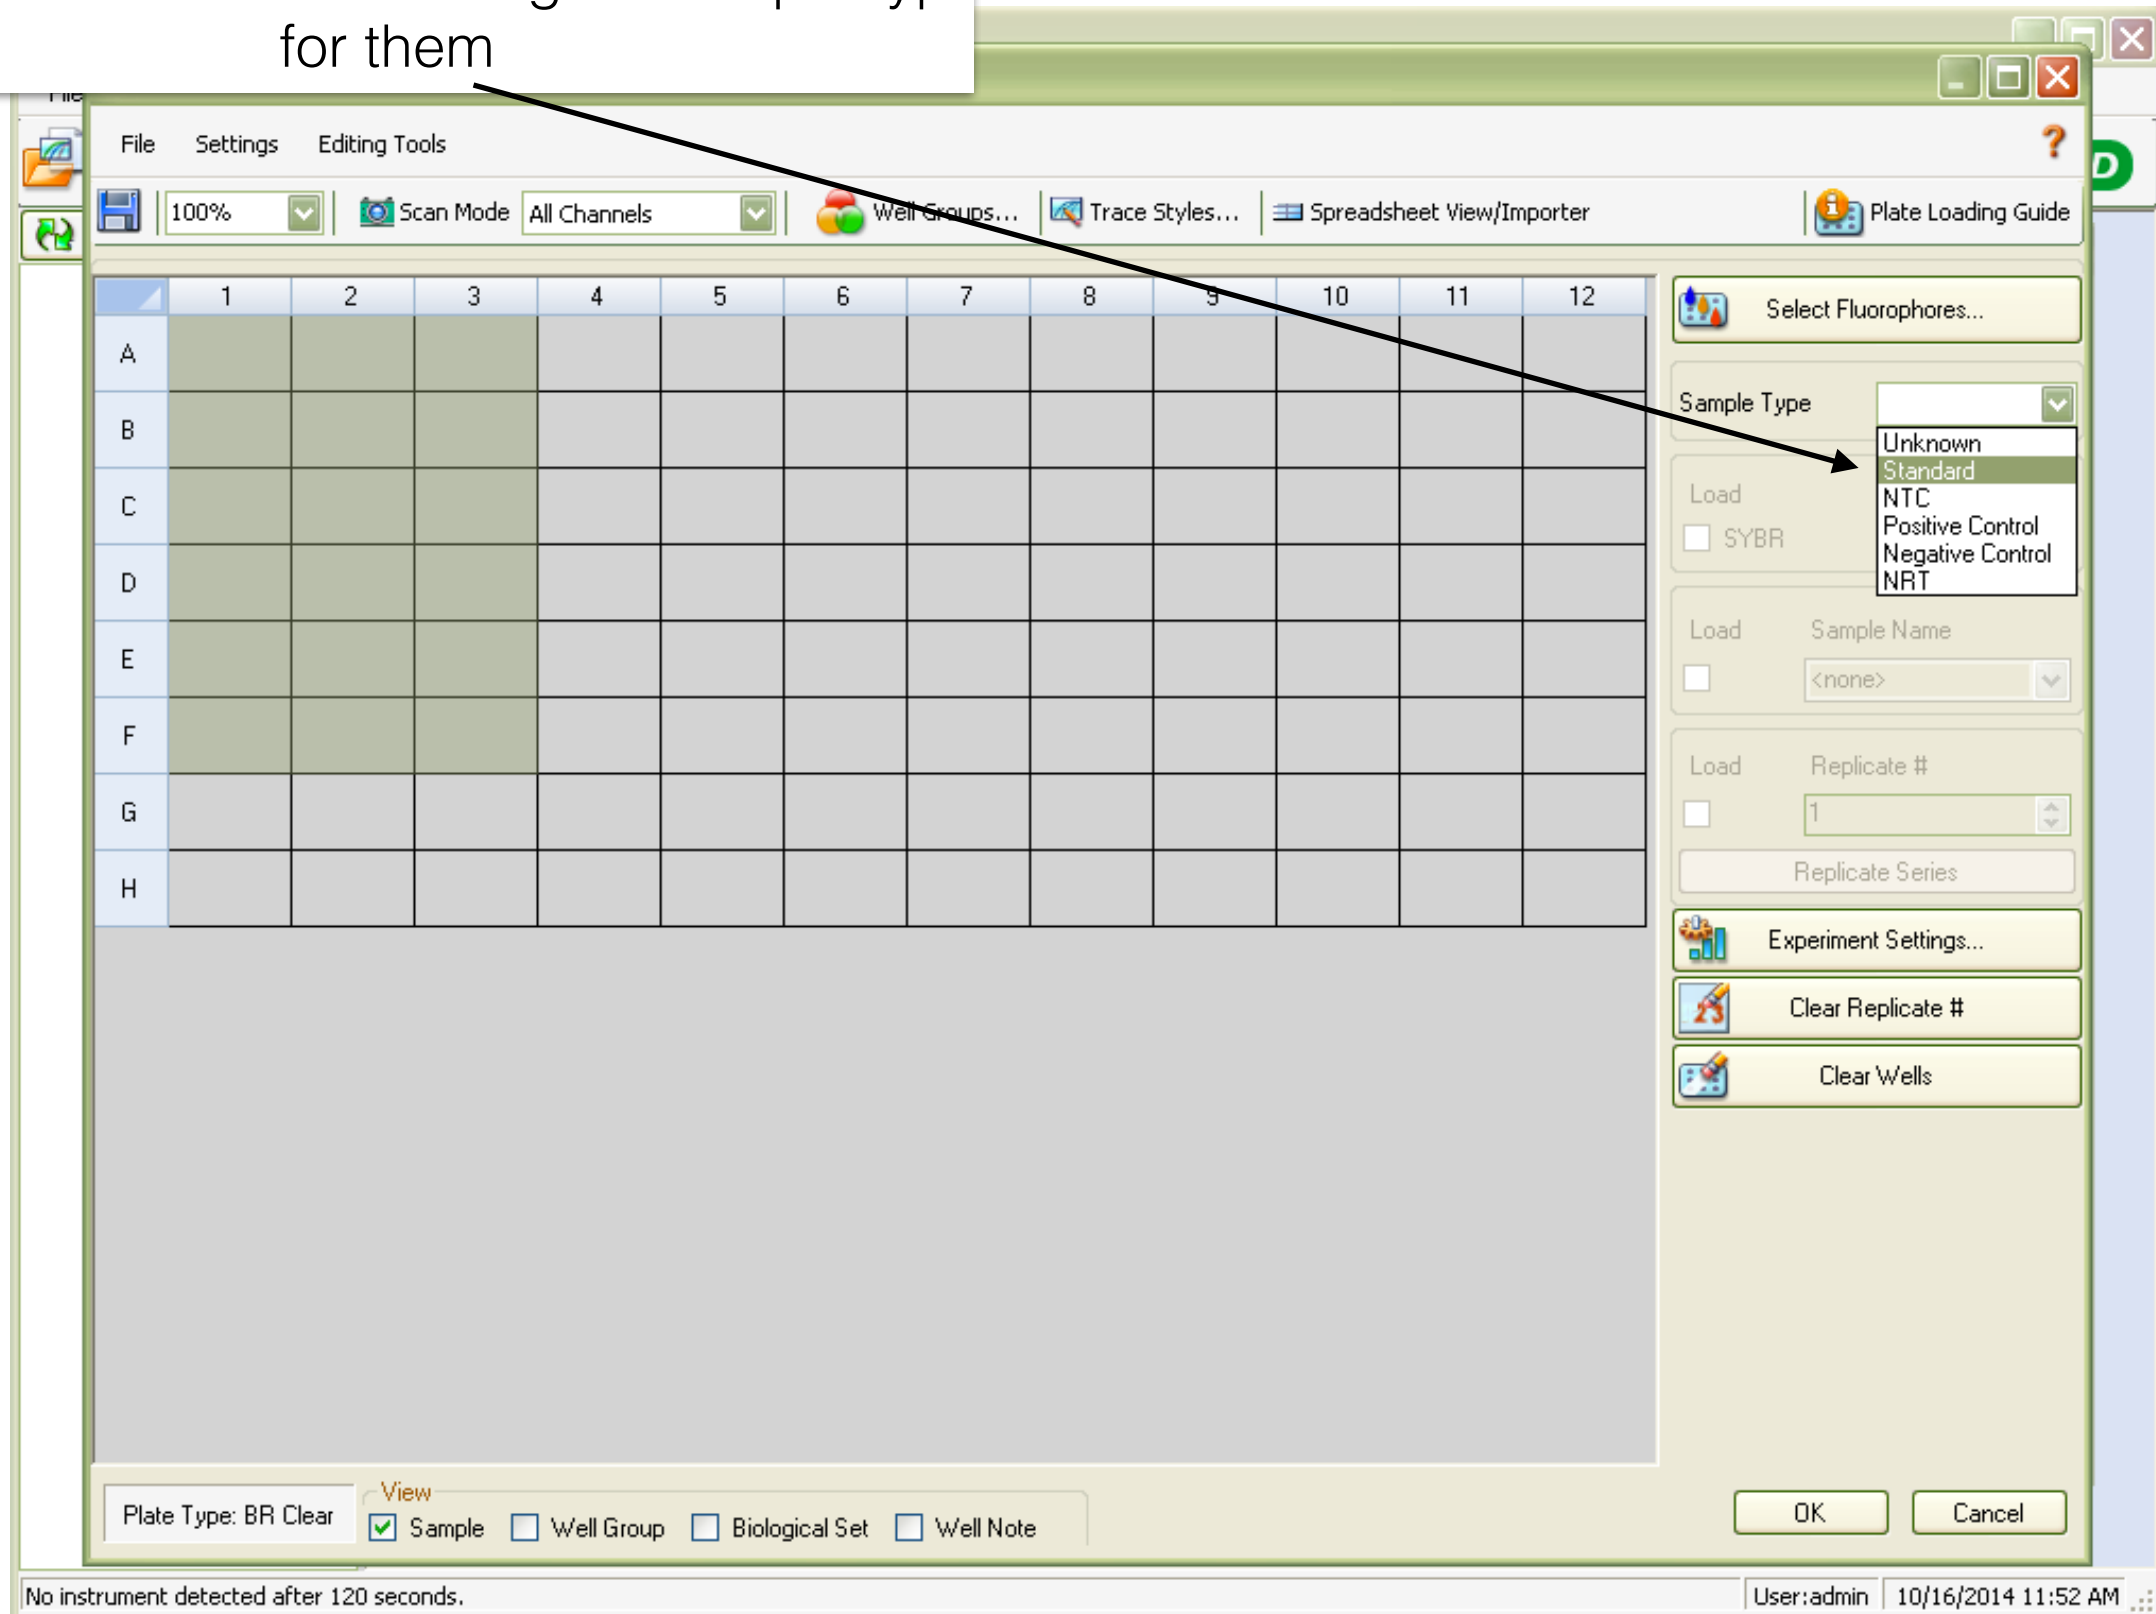 for them
File Settings Editing Tools
?
100% Scan Mode All Channels Well Groups... Trace Styles... Spreadsheet View/Importer Plate Loading Guide
1 2 3 4 5 6 7 8 9 10 11 12
A
B
C
D
E
F
G
H
Select Fluorophores...
Sample Type
Unknown
Standard
NTC
Positive Control
Negative Control
NRT
Load
SYBR
Load Sample Name
<none>
Load Replicate #
1
Replicate Series
Experiment Settings...
Clear Replicate #
Clear Wells
Plate Type: BR Clear
View
Sample Well Group Biological Set Well Note
OK Cancel
No instrument detected after 120 seconds.
User:admin 10/16/2014 11:52 AM